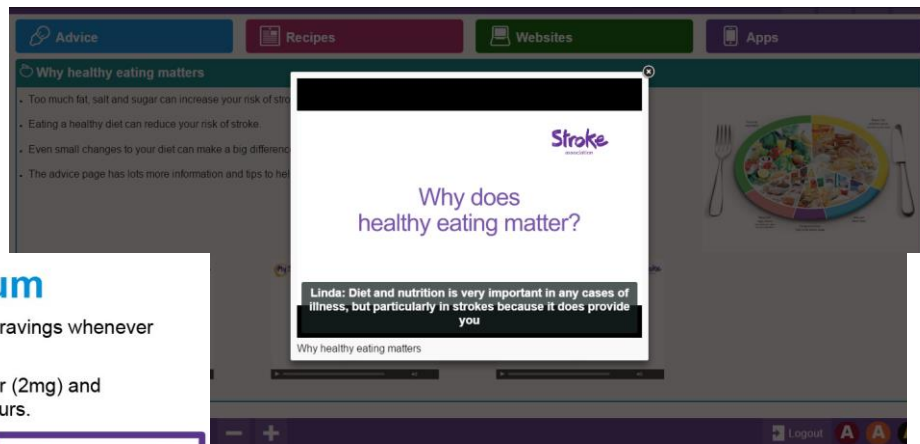 Advice
Recipes
Websites
Apps
Why healthy eating matters
Too much fat, salt and sugar can increase your risk of stro
Eating a healthy diet can reduce your risk of stroke.
Even small changes to your diet can make a big differenc
The advice page has lots more information and tips to hel
Stroke
association
Why does
healthy eating matter?
Linda: Diet and nutrition is very important in any cases of
illness, but particularly in strokes because it does provide
you
Why healthy eating matters
um
ravings whenever
r (2mg) and
urs.
Logout
A
A